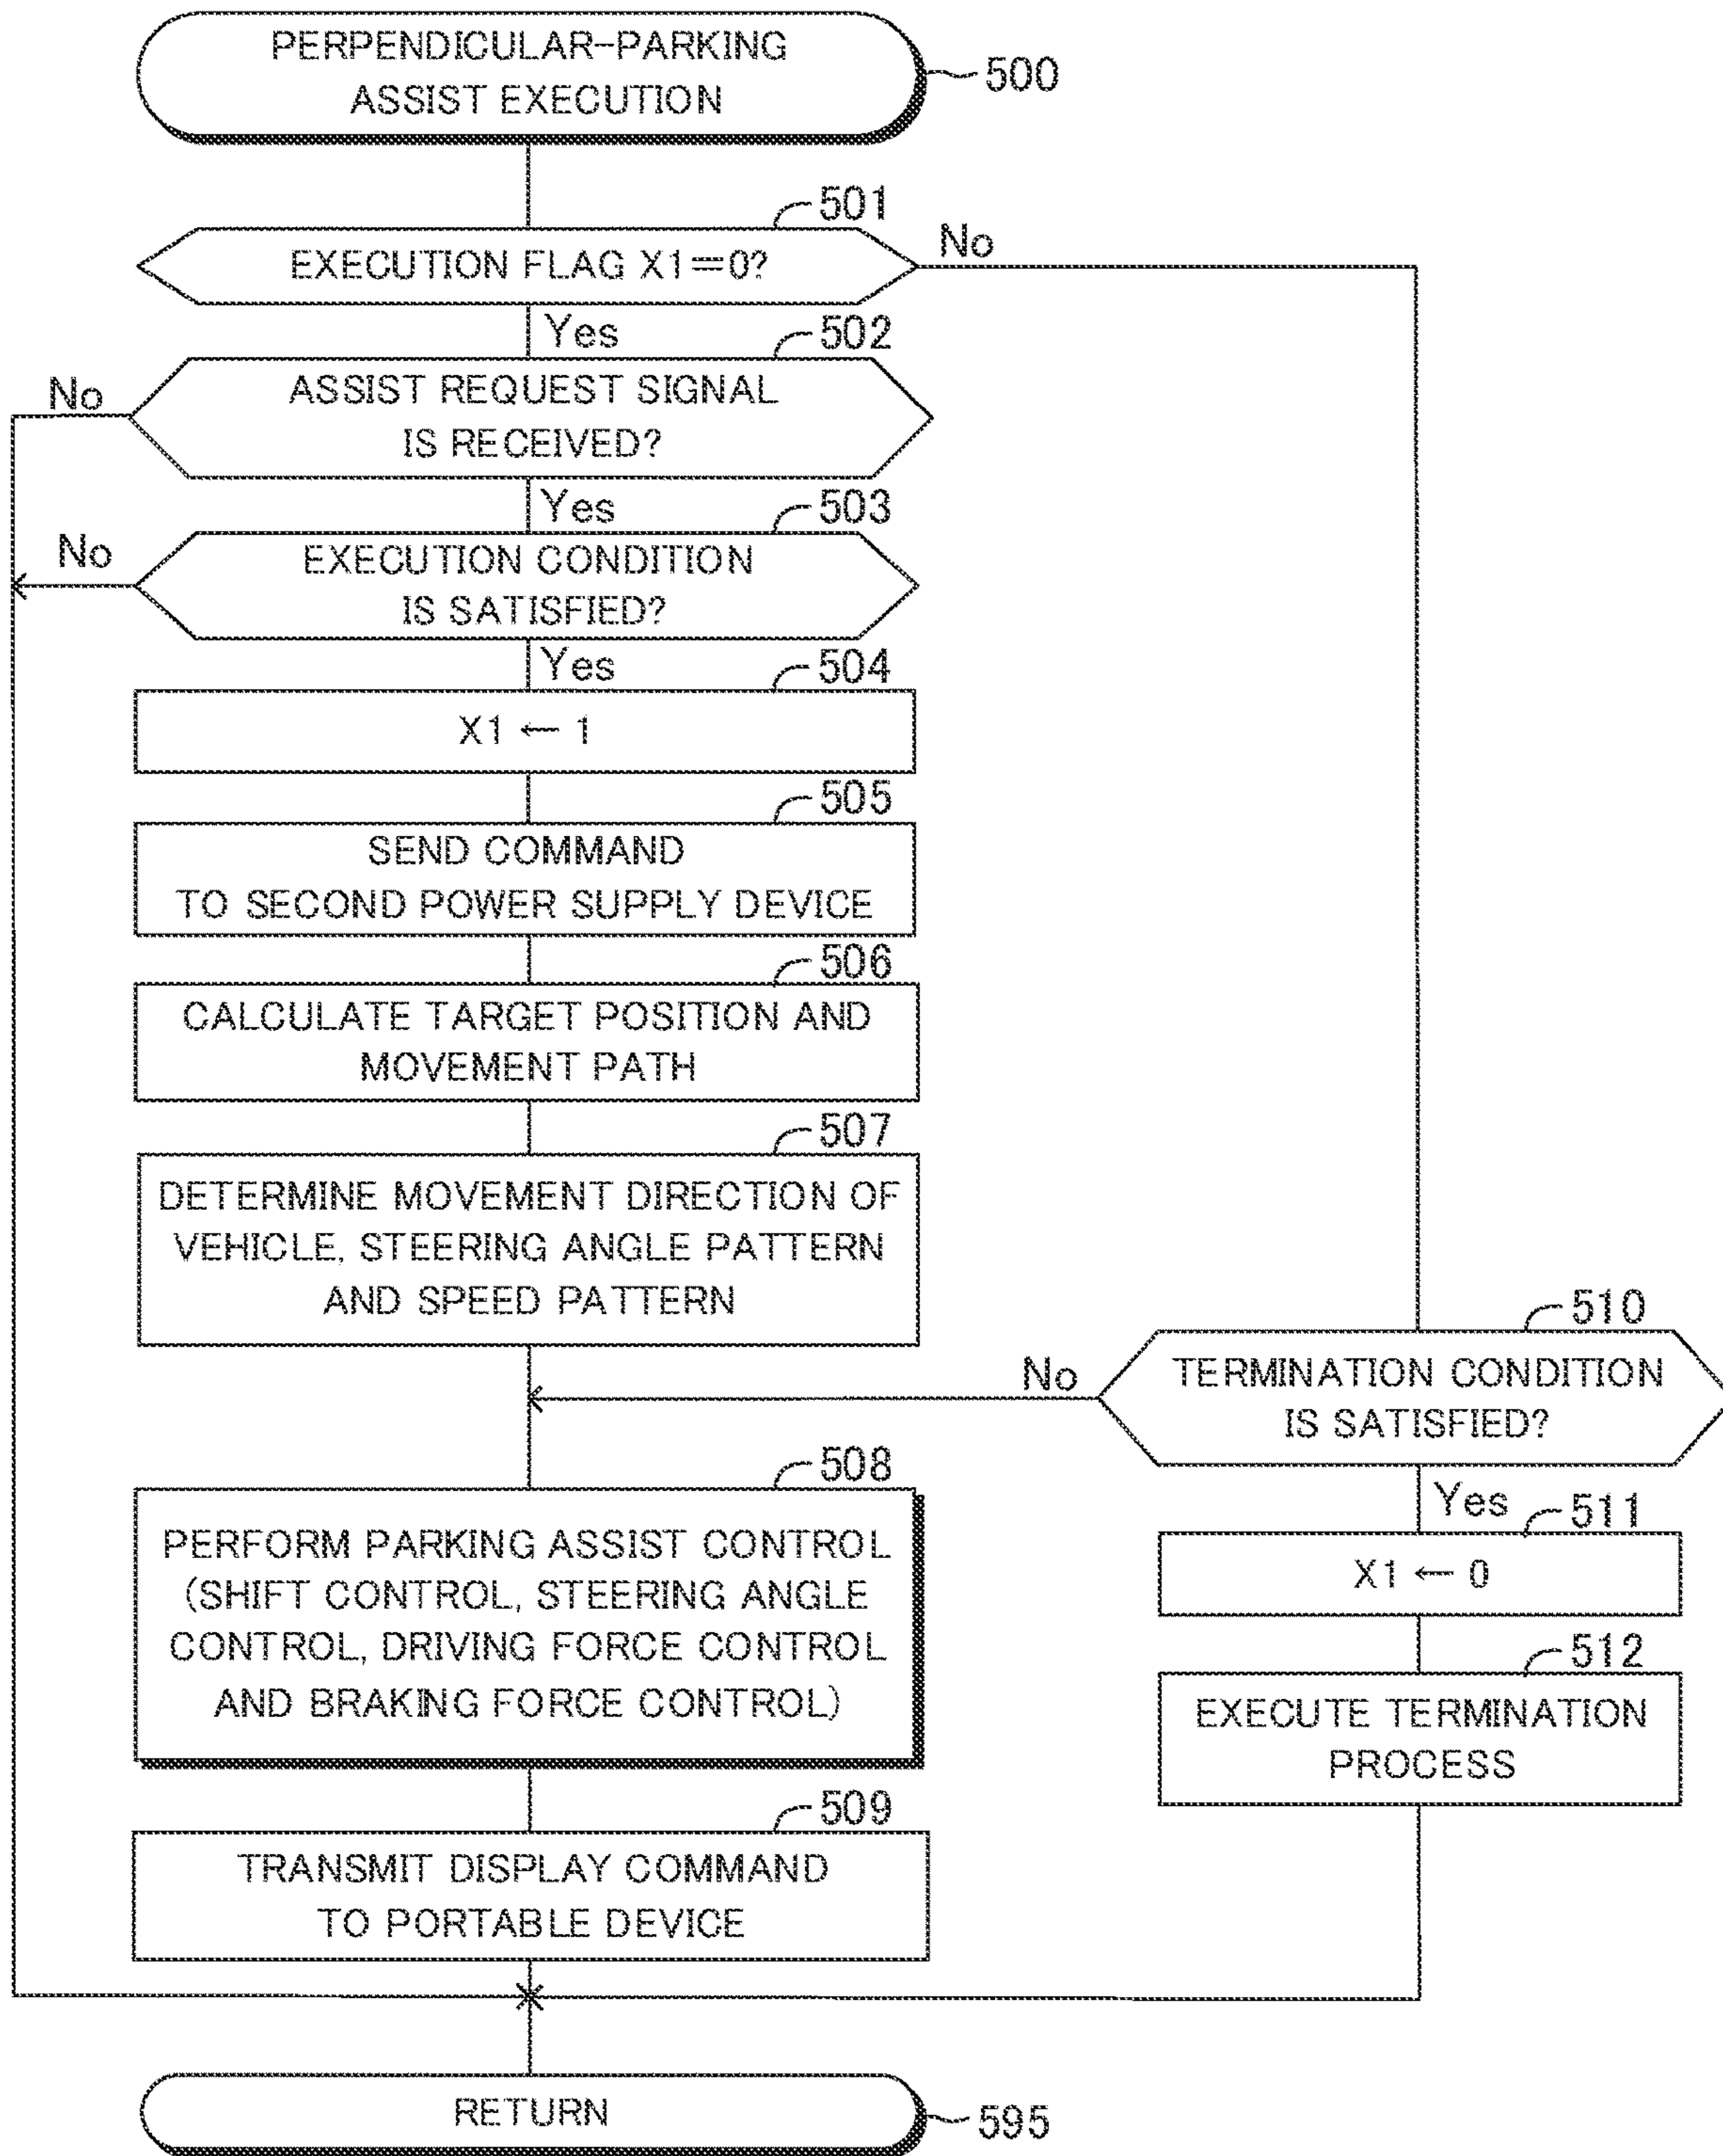 PERPENDICULAR-PARKING
ASSIST EXECUTION
500
501
EXECUTION FLAG X1=0?
No
Yes
502
ASSIST REQUEST SIGNAL
IS RECEIVED?
No
Yes
503
EXECUTION CONDITION
IS SATISFIED?
No
Yes
504
X1 ← 1
505
SEND COMMAND
TO SECOND POWER SUPPLY DEVICE
506
CALCULATE TARGET POSITION AND
MOVEMENT PATH
507
DETERMINE MOVEMENT DIRECTION OF
VEHICLE, STEERING ANGLE PATTERN
AND SPEED PATTERN
510
TERMINATION CONDITION
IS SATISFIED?
No
Yes
508
PERFORM PARKING ASSIST CONTROL
(SHIFT CONTROL, STEERING ANGLE
CONTROL, DRIVING FORCE CONTROL
AND BRAKING FORCE CONTROL)
511
X1 ← 0
512
EXECUTE TERMINATION
PROCESS
509
TRANSMIT DISPLAY COMMAND
TO PORTABLE DEVICE
RETURN
595